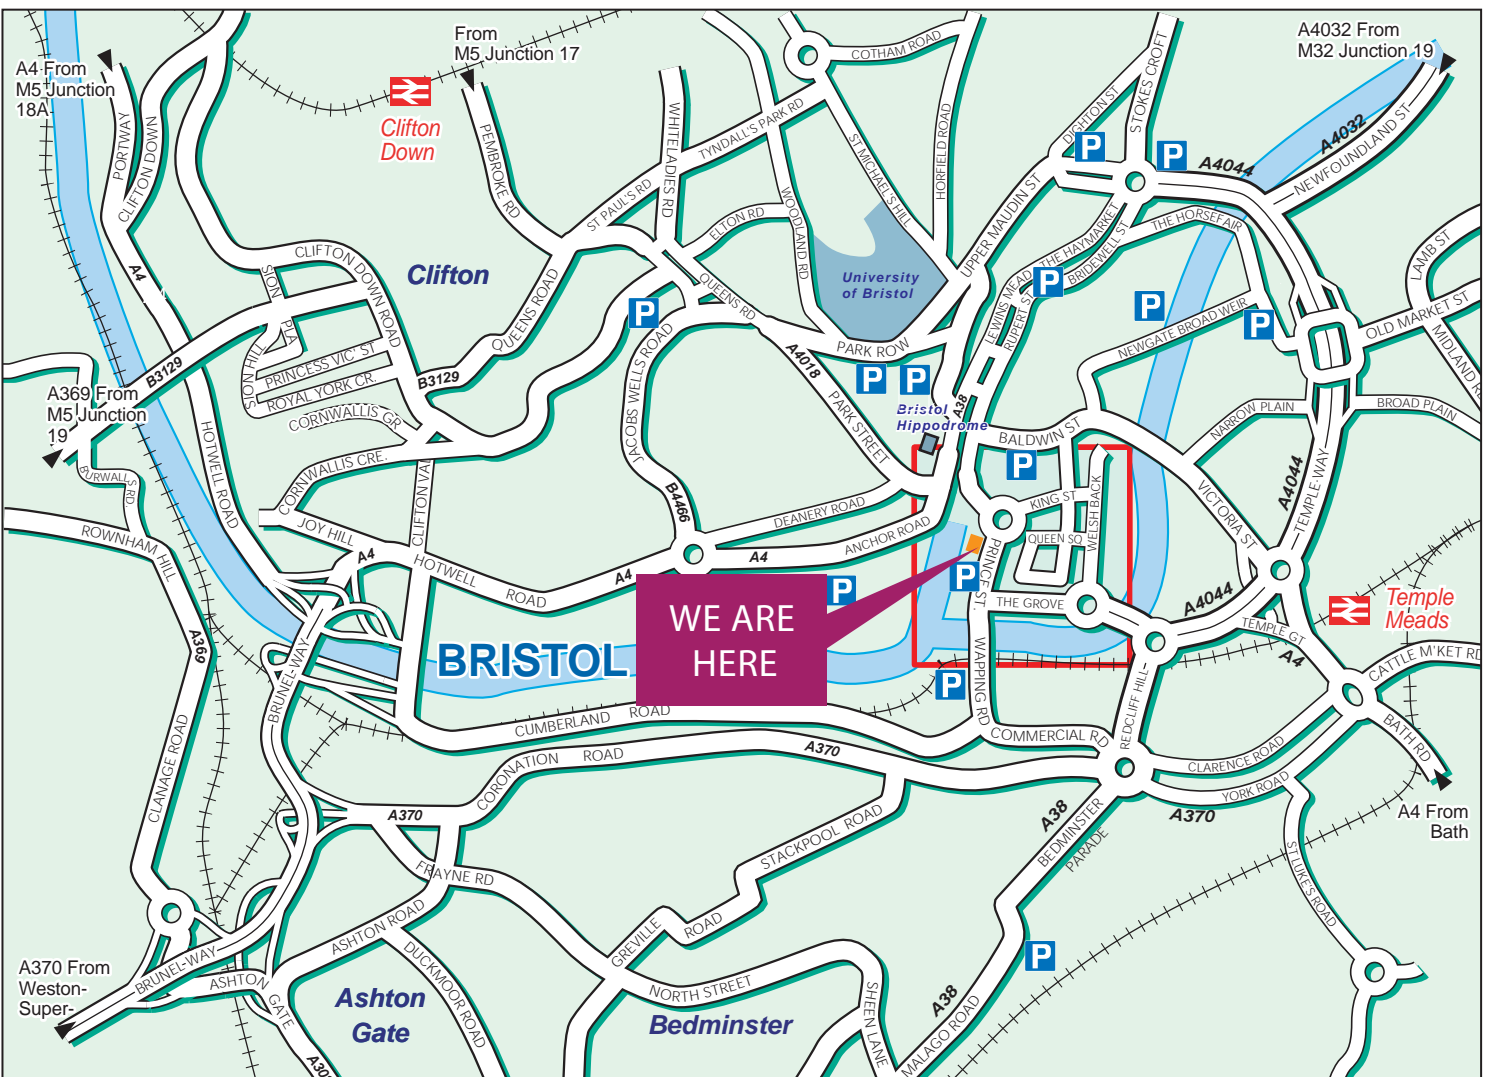 A4 From
M5 Junction
18A
From
M5 Junction 17
A4032 From
M32 Junction 19
Clifton
Down
PORTWAY
CLIFTON DOWN
A4
PEMBROKE RD
WHITELADIES RD
TYNDALL'S PARK RD
COTHAM ROAD
ST MICHAEL'S HILL
HORFIELD ROAD
DIGHTON ST
STOKES CROFT
P
P
A4044
A4032
NEWFOUNDLAND ST
ST PAULS RD
ELTON RD
WOODLAND RD
UPPER MAUDIN ST
THE HAYMARKET
BRIDEWELL ST
THE HORSEFAIR
LAMB ST
CLIFTON DOWN ROAD
SION PLA
Clifton
QUEENS ROAD
QUEENS RD
University
of Bristol
LEWINS MEAD
RUPERT ST
P
P
P
P
NEWGATE BROAD WEIR
OLD MARKET ST
MIDLAND RD
PARK ROW
A4018
PARK STREET
P
P
B3129
SION HILL
PRINCESS VIC' ST
ROYAL YORK CR.
CORNWALLIS GR.
B3129
JACOBS WELLS ROAD
Bristol
Hippodrome
A38
A369 From
M5 Junction
19
BURWALLS RD.
HOTWELL ROAD
CORNWALLIS CRE.
CLIFTON VAL
BALDWIN ST
P
NARROW PLAIN
BROAD PLAIN
VICTORIA ST
A4044
TEMPLE-WAY
B4466
DEANERY ROAD
KING ST
WELSH BACK
QUEEN SQ
ROWNHAM HILL
JOY HILL
A4
HOTWELL
ROAD
A4
A4
ANCHOR ROAD
PRINCE ST.
P
P
THE GROVE
A4044
TEMPLE GT
A4
Temple
Meads
WE ARE
HERE
BRISTOL
A369
BRUNEL-WAY
CUMBERLAND
ROAD
P
WAPPING RD
REDCLIFF HILL
CATTLE M'KET RD
BATH RD
COMMERCIAL RD
CLARENCE ROAD
YORK ROAD
A370
CORONATION
ROAD
A370
A370
CLANAGE ROAD
A4 From
Bath
A38
BEDMINSTER
PARADE
STACKPOOL ROAD
FRAYNE RD
ST LUKE'S ROAD
ASHTON ROAD
GREVILLE
ROAD
DUCKMOOR ROAD
NORTH STREET
P
A370 From
Weston-
Super-
BRUNEL-WAY
ASHTON GATE
Ashton
Gate
Bedminster
SHEEN LANE
A38
MALAGO ROAD